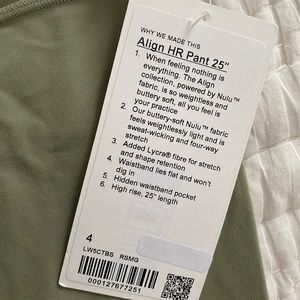 WHY WE MADE THIS
Align HR Pant 25"
1. When feeling nothing is
everything. The Align
collection, powered by Nulu™
fabric, is so weightless and
buttery soft, all you feel is
your practice
2. Our buttery-soft Nulu™ fabric
feels weightlessly light and is
sweat-wicking and four-way
stretch
3. Added Lycra® fibre for stretch
and shape retention
4. Waistband lies flat and won't
dig in
5. Hidden waistband pocket
6. High rise, 25" length
4
LW5CTBS RSMG
000127677251